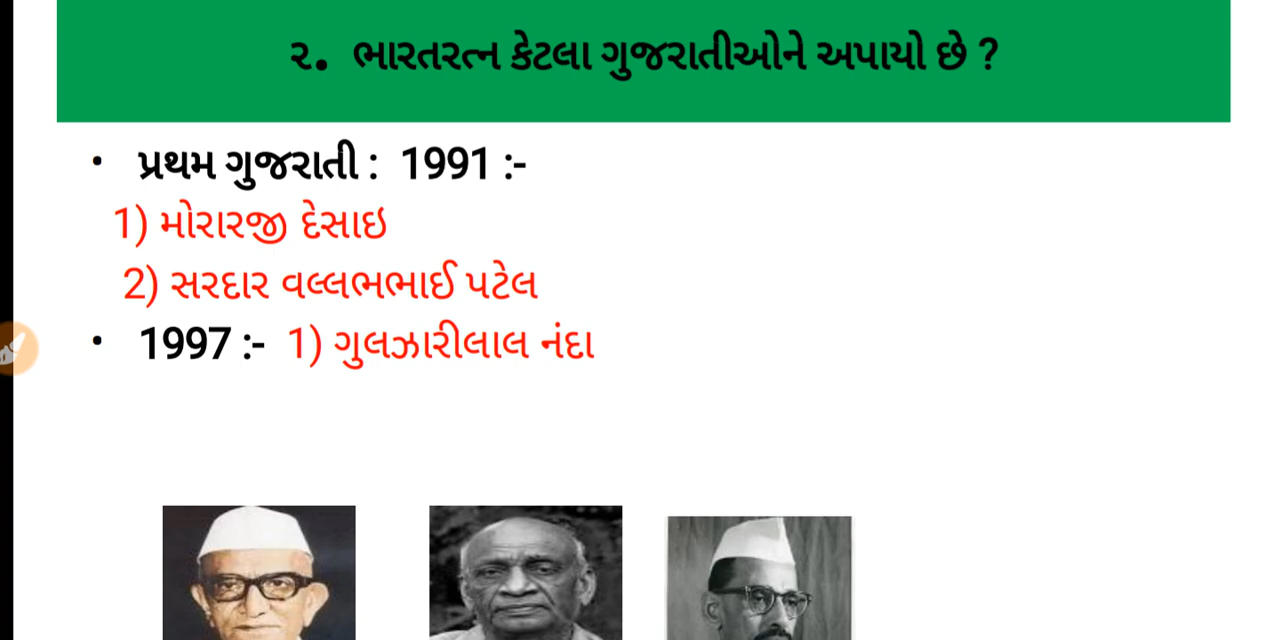 ૨. ભારતરત્ન કેટલા ગુજરાતીઓને અપાયો છે ?
• પ્રથમ ગુજરાતી : 1991 :-
1) મોરારજી દેસાઇ
2) સરદાર વલ્લભભાઈ પટેલ
• 1997 :- 1) ગુલઝારીલાલ નંદા